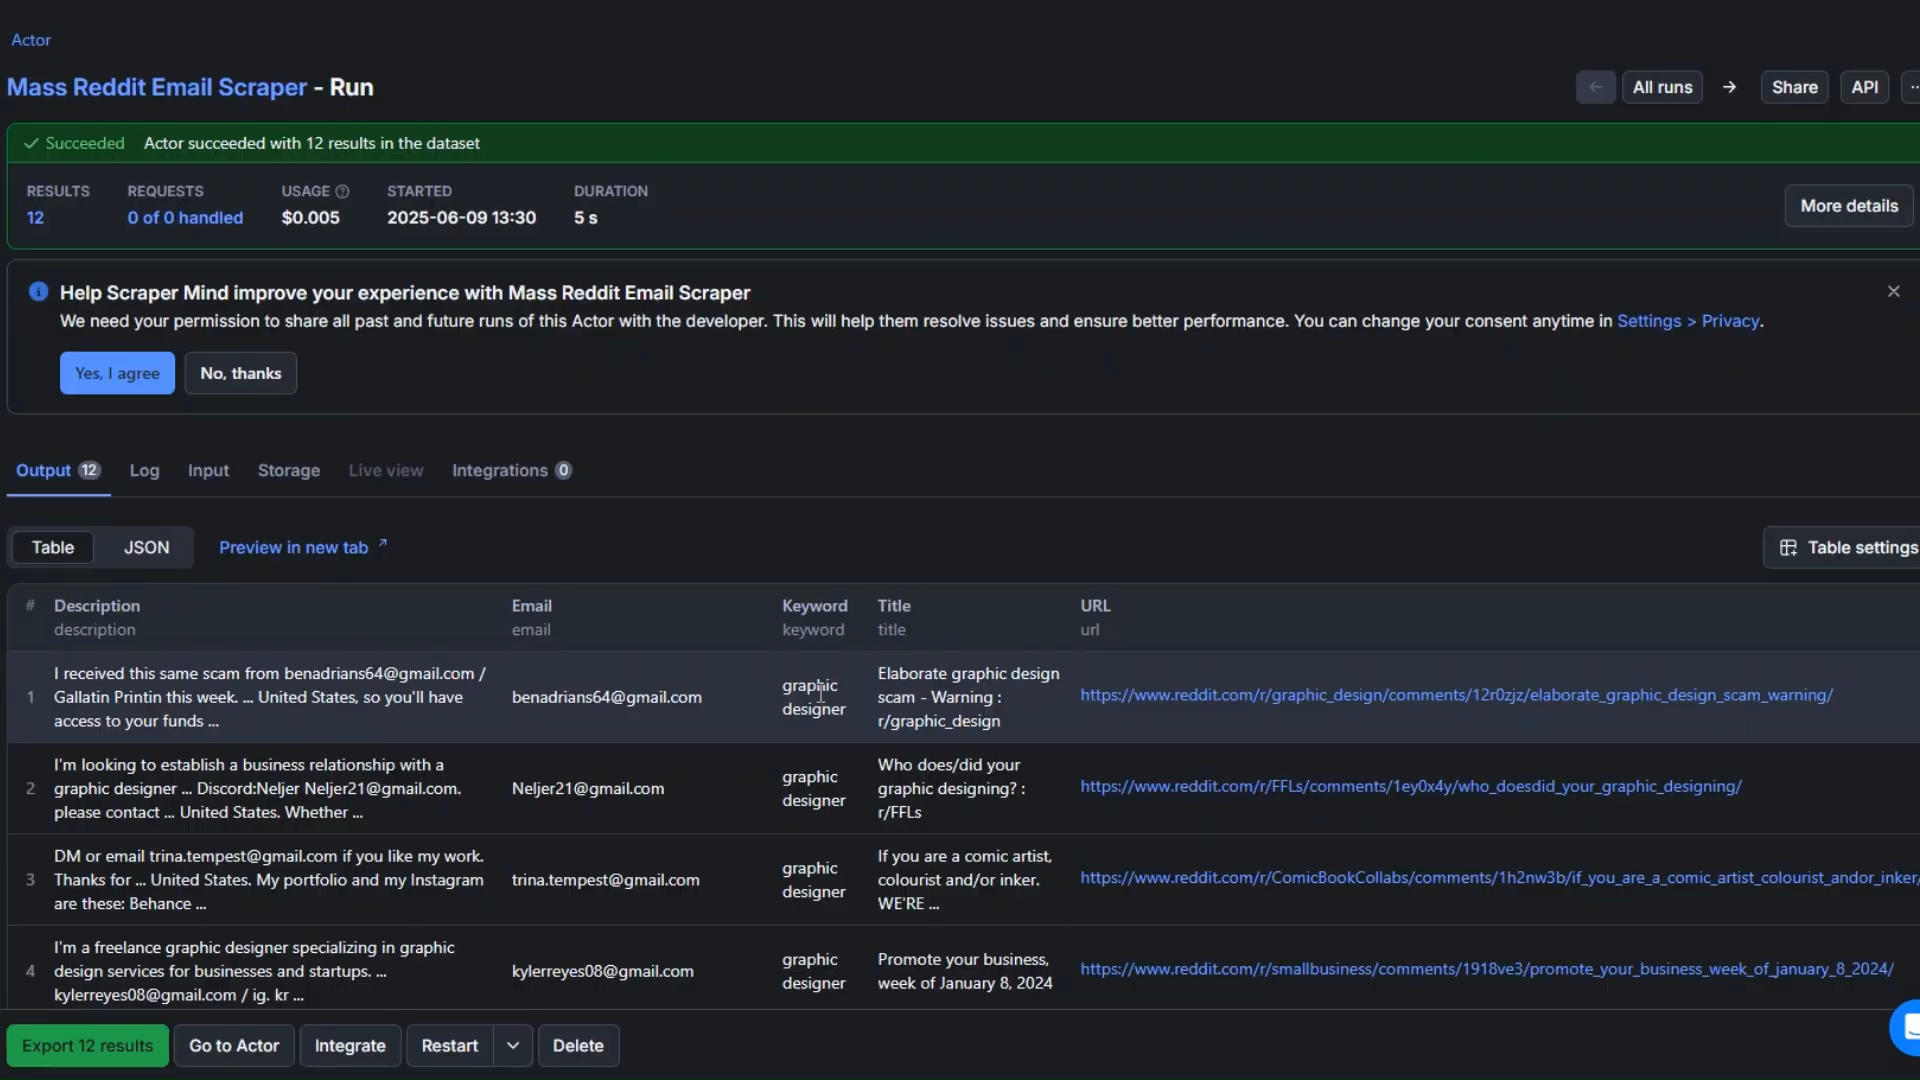 Actor
Mass Reddit Email Scraper - Run
All runs
Share
API
Succeeded Actor succeeded with 12 results in the dataset
RESULTS REQUESTS USAGE STARTED DURATION
12 0 of 0 handled $0.005 2025-06-09 13:30 5 s
More details
Help Scraper Mind improve your experience with Mass Reddit Email Scraper
We need your permission to share all past and future runs of this Actor with the developer. This will help them resolve issues and ensure better performance. You can change your consent anytime in Settings > Privacy.
Yes, I agree
No, thanks
Output 12 Log Input Storage Live view Integrations 0
Table JSON Preview in new tab
Table settings
# Description Email Keyword Title URL
description email keyword title url
1
I received this same scam from benadrians64@gmail.com /
Gallatin Printin this week. ... United States, so you'll have
access to your funds ...
benadrians64@gmail.com
graphic
designer
Elaborate graphic design
scam - Warning :
r/graphic_design
https://www.reddit.com/r/graphic_design/comments/12r0zjz/elaborate_graphic_design_scam_warning/
2
I'm looking to establish a business relationship with a
graphic designer ... Discord:Neljer Neljer21@gmail.com.
please contact ... United States. Whether ...
Neljer21@gmail.com
graphic
designer
Who does/did your
graphic designing? :
r/FFLs
https://www.reddit.com/r/FFLs/comments/1ey0x4y/who_doesdid_your_graphic_designing/
3
DM or email trina.tempest@gmail.com if you like my work.
Thanks for ... United States. My portfolio and my Instagram
are these: Behance ...
trina.tempest@gmail.com
graphic
designer
If you are a comic artist,
colourist and/or inker.
WE'RE ...
https://www.reddit.com/r/ComicBookCollabs/comments/1h2nw3b/if_you_are_a_comic_artist_colourist_andor_inker/
4
I'm a freelance graphic designer specializing in graphic
design services for businesses and startups. ...
kylerreyes08@gmail.com / ig. kr ...
kylerreyes08@gmail.com
graphic
designer
Promote your business,
week of January 8, 2024
https://www.reddit.com/r/smallbusiness/comments/1918ve3/promote_your_business_week_of_january_8_2024/
Export 12 results
Go to Actor
Integrate
Restart
Delete